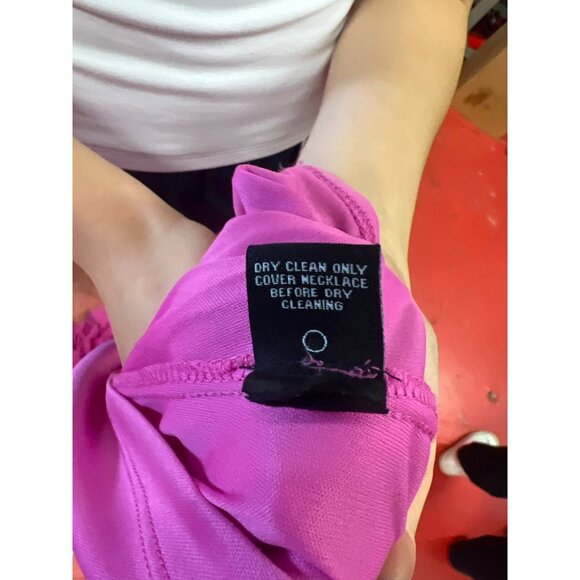 DRY CLEAN ONLY
COVER NECKLACE
BEFORE DRY
CLEANING